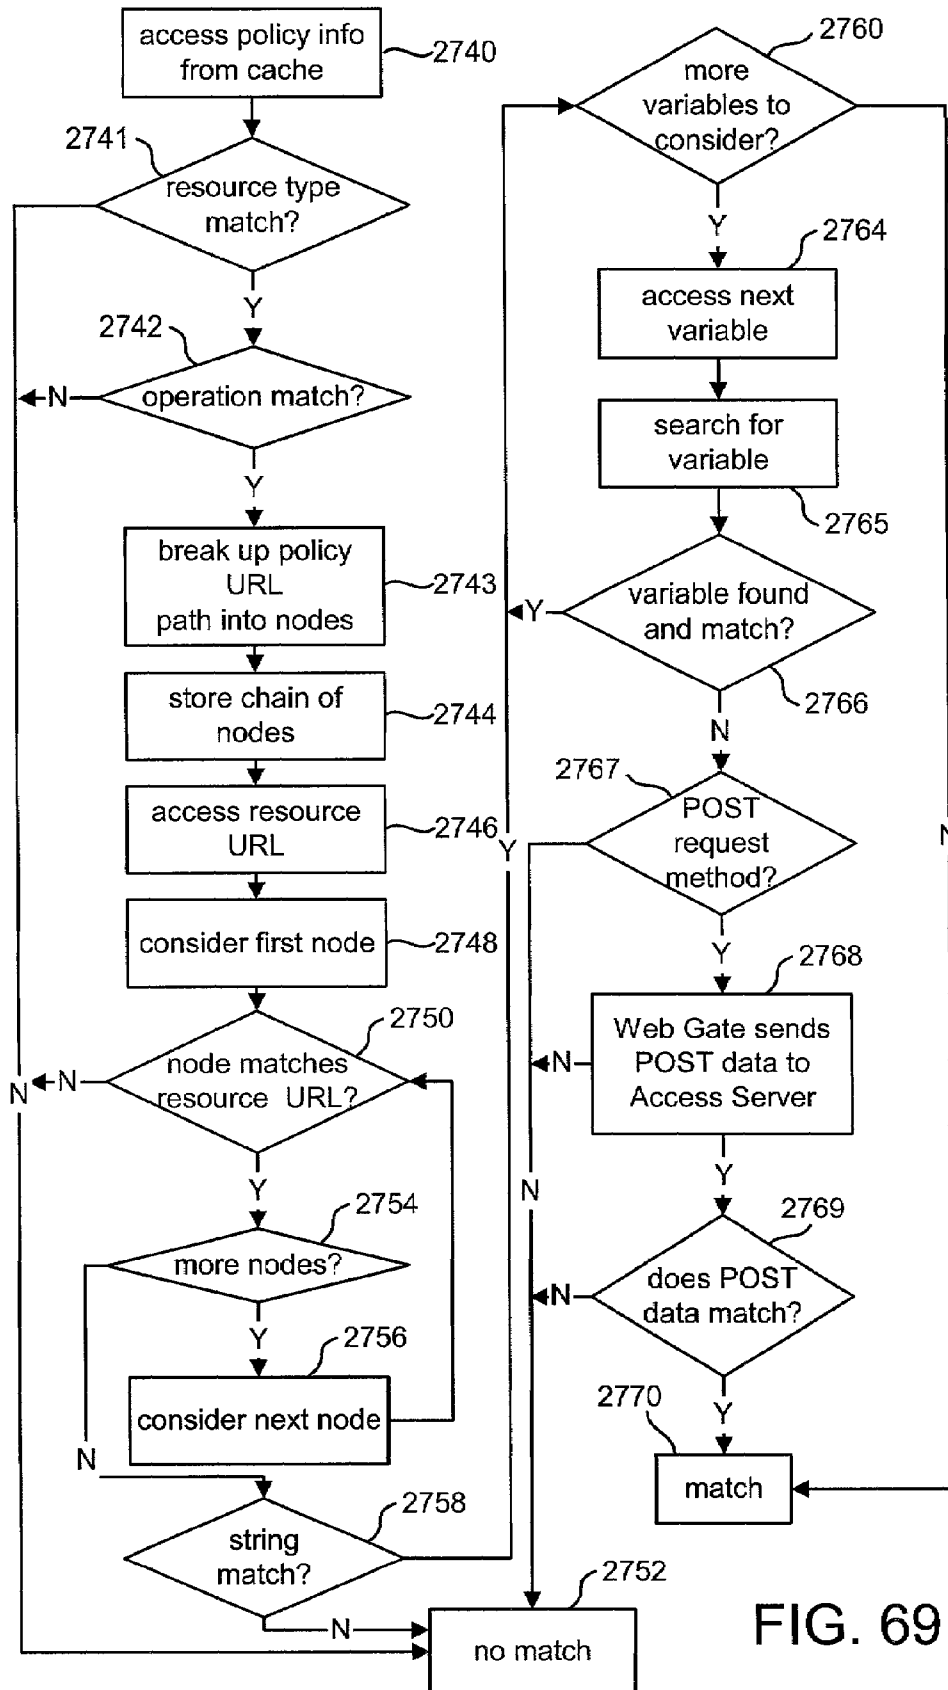 access policy info
from cache
2740
2741
resource type
match?
Y
2742
operation match?
N
Y
break up policy
URL
path into nodes
2743
store chain of
nodes
2744
access resource
URL
2746
consider first node
2748
2750
node matches
resource URL?
N
N
Y
2754
more nodes?
Y
2756
consider next node
N
2758
string
match?
N
Y
2760
more
variables to
consider?
Y
N
2764
access next
variable
search for
variable
2765
variable found
and match?
Y
2766
N
2767
POST
request
method?
Y
N
2768
Web Gate sends
POST data to
Access Server
N
Y
2769
does POST
data match?
N
Y
2770
match
2752
no match
FIG. 69